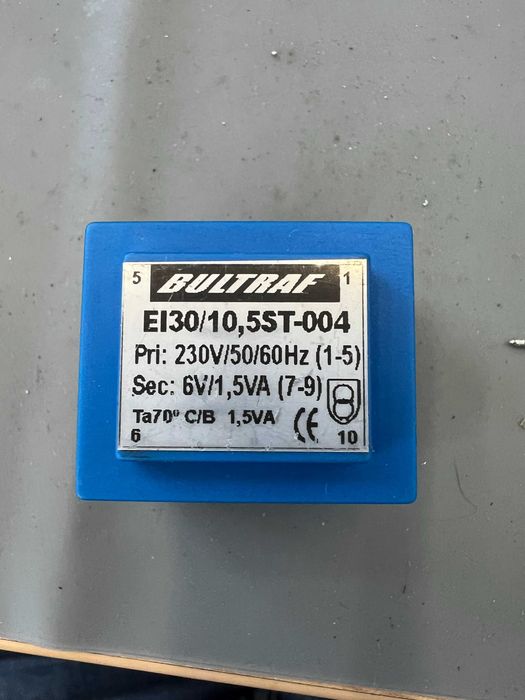 5 BULTRAF 1
EI30/10,5ST-004
Pri: 230V/50/60Hz (1-5)
Sec: 6V/1,5VA (7-9)
Ta70º C/B 1,5VA CE
6 10